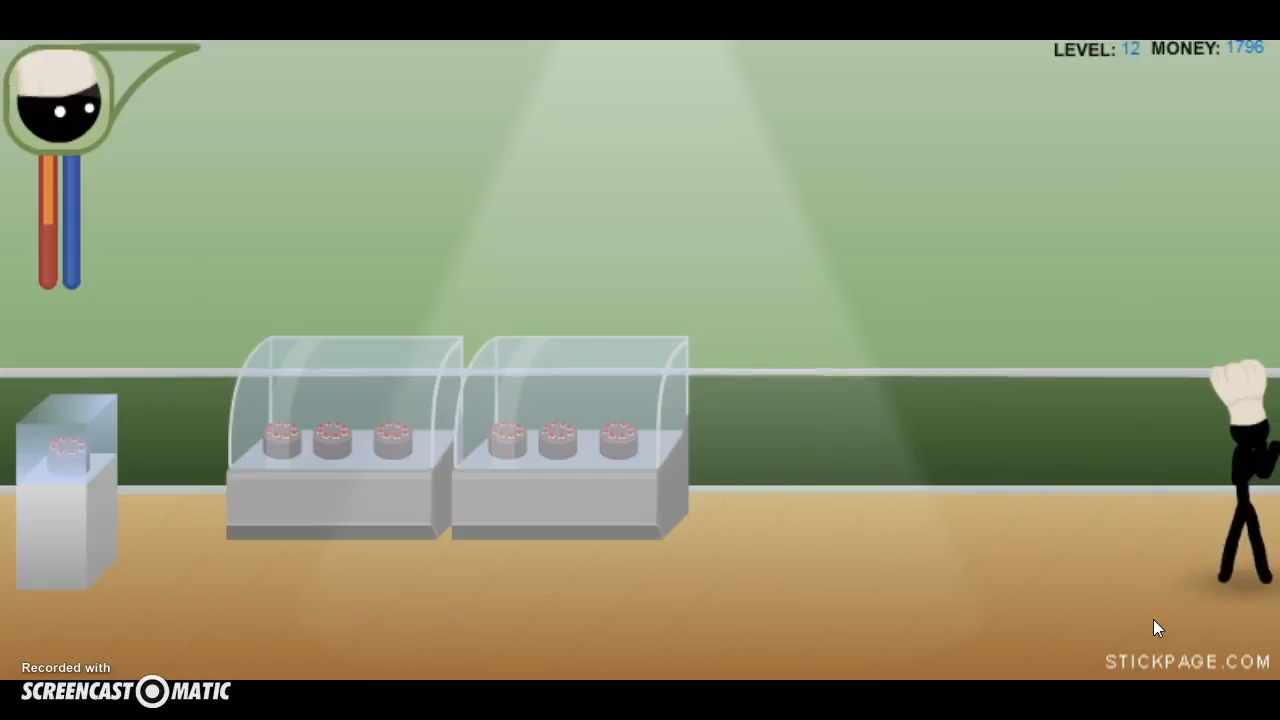 LEVEL: 12 MONEY: 1796
STICKPAGE.COM
Recorded with
SCREENCAST O MATIC